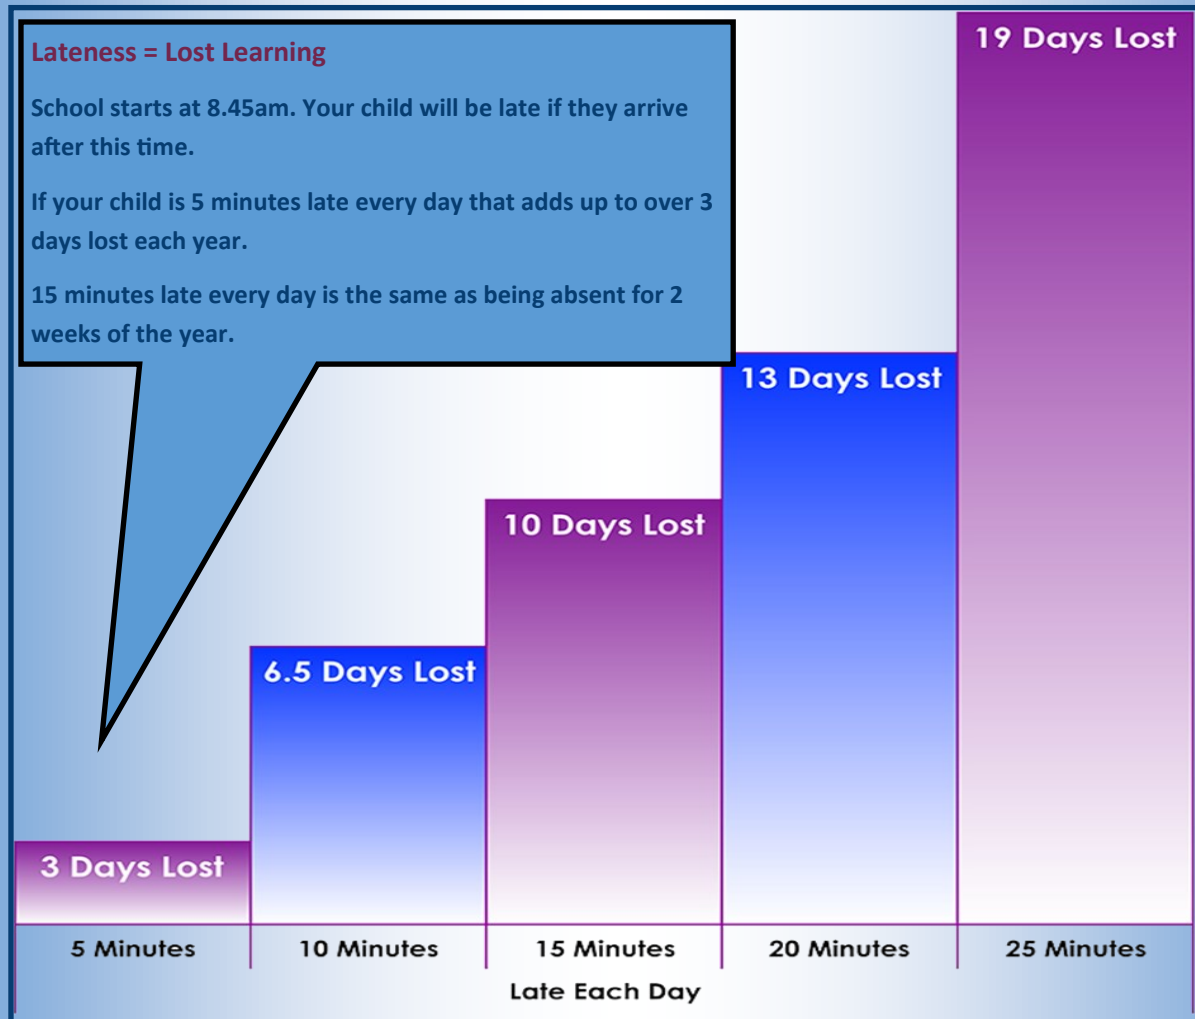 Lateness = Lost Learning
School starts at 8.45am. Your child will be late if they arrive
after this time.
If your child is 5 minutes late every day that adds up to over 3
days lost each year.
15 minutes late every day is the same as being absent for 2
weeks of the year.
19 Days Lost
13 Days Lost
10 Days Lost
6.5 Days Lost
3 Days Lost
5 Minutes
10 Minutes
15 Minutes
20 Minutes
25 Minutes
Late Each Day